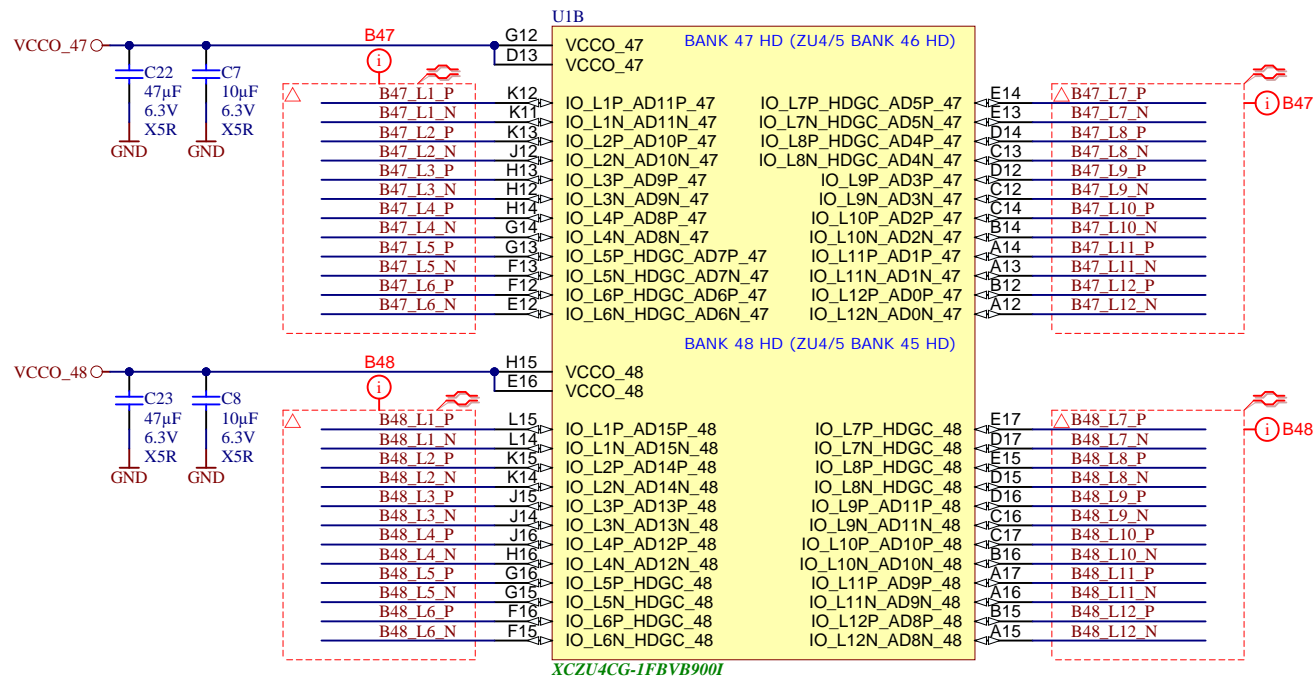 U1B
B47
VCCO_47
G12
VCCO_47
BANK 47 HD (ZU4/5 BANK 46 HD)
D13
VCCO_47
C22
47µF
6.3V
X5R
GND
C7
10µF
6.3V
X5R
GND
i
B47_L1_P K12 IO_L1P_AD11P_47
B47_L1_N K11 IO_L1N_AD11N_47
B47_L2_P K13 IO_L2P_AD10P_47
B47_L2_N J12 IO_L2N_AD10N_47
B47_L3_P H13 IO_L3P_AD9P_47
B47_L3_N H12 IO_L3N_AD9N_47
B47_L4_P H14 IO_L4P_AD8P_47
B47_L4_N G14 IO_L4N_AD8N_47
B47_L5_P G13 IO_L5P_HDGC_AD7P_47
B47_L5_N F13 IO_L5N_HDGC_AD7N_47
B47_L6_P F12 IO_L6P_HDGC_AD6P_47
B47_L6_N E12 IO_L6N_HDGC_AD6N_47
IO_L7P_HDGC_AD5P_47 E14 B47_L7_P
IO_L7N_HDGC_AD5N_47 E13 B47_L7_N
IO_L8P_HDGC_AD4P_47 D14 B47_L8_P
IO_L8N_HDGC_AD4N_47 C13 B47_L8_N
IO_L9P_AD3P_47 D12 B47_L9_P
IO_L9N_AD3N_47 C12 B47_L9_N
IO_L10P_AD2P_47 C14 B47_L10_P
IO_L10N_AD2N_47 B14 B47_L10_N
IO_L11P_AD1P_47 A14 B47_L11_P
IO_L11N_AD1N_47 A13 B47_L11_N
IO_L12P_AD0P_47 B12 B47_L12_P
IO_L12N_AD0N_47 A12 B47_L12_N
i B47
BANK 48 HD (ZU4/5 BANK 45 HD)
B48
VCCO_48
H15
VCCO_48
E16
VCCO_48
C23
47µF
6.3V
X5R
GND
C8
10µF
6.3V
X5R
GND
i
B48_L1_P L15 IO_L1P_AD15P_48
B48_L1_N L14 IO_L1N_AD15N_48
B48_L2_P K15 IO_L2P_AD14P_48
B48_L2_N K14 IO_L2N_AD14N_48
B48_L3_P J15 IO_L3P_AD13P_48
B48_L3_N J14 IO_L3N_AD13N_48
B48_L4_P J16 IO_L4P_AD12P_48
B48_L4_N H16 IO_L4N_AD12N_48
B48_L5_P G16 IO_L5P_HDGC_48
B48_L5_N G15 IO_L5N_HDGC_48
B48_L6_P F16 IO_L6P_HDGC_48
B48_L6_N F15 IO_L6N_HDGC_48
IO_L7P_HDGC_48 E17 B48_L7_P
IO_L7N_HDGC_48 D17 B48_L7_N
IO_L8P_HDGC_48 E15 B48_L8_P
IO_L8N_HDGC_48 D15 B48_L8_N
IO_L9P_AD11P_48 D16 B48_L9_P
IO_L9N_AD11N_48 C16 B48_L9_N
IO_L10P_AD10P_48 C17 B48_L10_P
IO_L10N_AD10N_48 B16 B48_L10_N
IO_L11P_AD9P_48 A17 B48_L11_P
IO_L11N_AD9N_48 A16 B48_L11_N
IO_L12P_AD8P_48 B15 B48_L12_P
IO_L12N_AD8N_48 A15 B48_L12_N
i B48
XCZU4CG-1FBVB900I